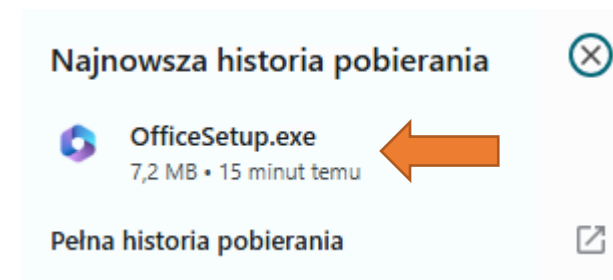 Najnowsza historia pobierania
OfficeSetup.exe
7,2 MB • 15 minut temu
Pełna historia pobierania